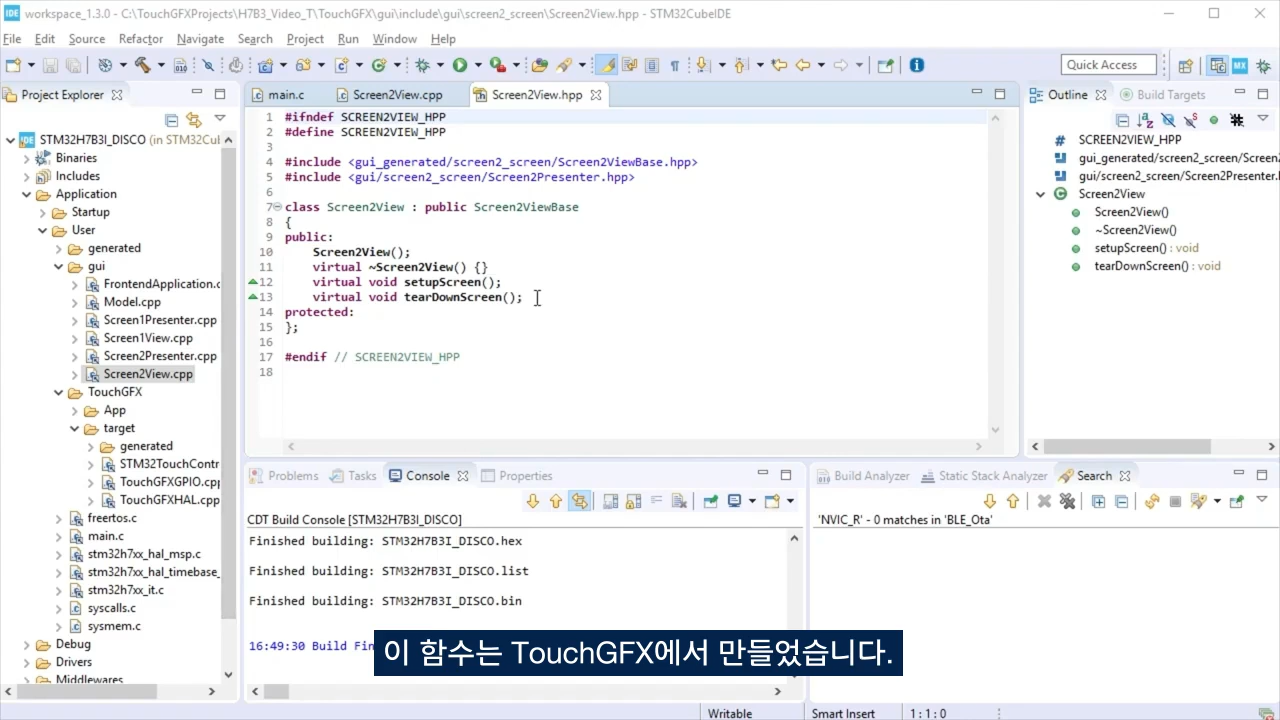 workspace_1.3.0 - C:\TouchGFXProjects\H7B3_Video_T\TouchGFX\gui\include\gui\screen2_screen\Screen2View.hpp - STM32CubeIDE
File Edit Source Refactor Navigate Search Project Run Window Help
Quick Access
Project Explorer
STM32H7B3I_DISCO (in STM32Cul
Binaries
Includes
Application
Startup
User
generated
gui
FrontendApplication.c
Model.cpp
Screen1Presenter.cpp
Screen1View.cpp
Screen2Presenter.cpp
Screen2View.cpp
TouchGFX
App
target
generated
STM32TouchContr
TouchGFXGPIO.cpp
TouchGFXHAL.cpp
freertos.c
main.c
stm32h7xx_hal_msp.c
stm32h7xx_hal_timebase_
stm32h7xx_it.c
syscalls.c
sysmem.c
Debug
Drivers
Middlewares
main.c Screen2View.cpp Screen2View.hpp
1 #ifndef SCREEN2VIEW_HPP
2 #define SCREEN2VIEW_HPP
3
4 #include <gui_generated/screen2_screen/Screen2ViewBase.hpp>
5 #include <gui/screen2_screen/Screen2Presenter.hpp>
6
7 class Screen2View : public Screen2ViewBase
8 {
9 public:
10 Screen2View();
11 virtual ~Screen2View() {}
12 virtual void setupScreen();
13 virtual void tearDownScreen();
14 protected:
15 };
16
17 #endif // SCREEN2VIEW_HPP
18
Outline Build Targets
SCREEN2VIEW_HPP
gui_generated/screen2_screen/Screen2
gui/screen2_screen/Screen2Presenter.h
Screen2View
Screen2View()
~Screen2View()
setupScreen() : void
tearDownScreen() : void
Problems Tasks Console Properties
CDT Build Console [STM32H7B3I_DISCO]
Finished building: STM32H7B3I_DISCO.hex
Finished building: STM32H7B3I_DISCO.list
Finished building: STM32H7B3I_DISCO.bin
16:49:30 Build Fin
Build Analyzer Static Stack Analyzer Search
'NVIC_R' - 0 matches in 'BLE_Ota'
이 함수는 TouchGFX에서 만들었습니다.
Writable Smart Insert 1 : 1 : 0